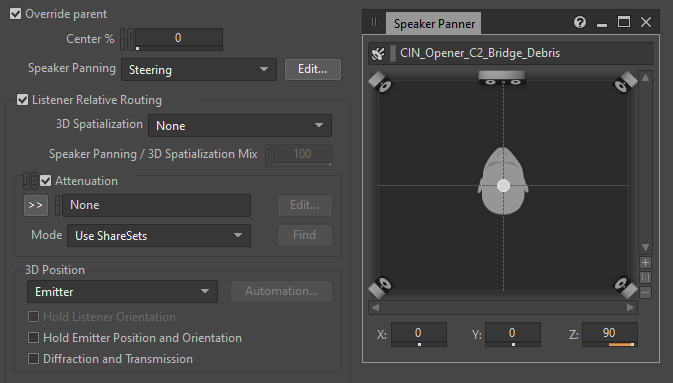 Override parent
Center % 0
Speaker Panning Steering Edit...
Listener Relative Routing
3D Spatialization None
Speaker Panning / 3D Spatialization Mix 100
Attenuation
>> None Edit...
Mode Use ShareSets Find
3D Position
Emitter Automation...
Hold Listener Orientation
Hold Emitter Position and Orientation
Diffraction and Transmission
Speaker Panner ?
CIN_Opener_C2_Bridge_Debris
1:1
X: 0 Y: 0 Z: 90